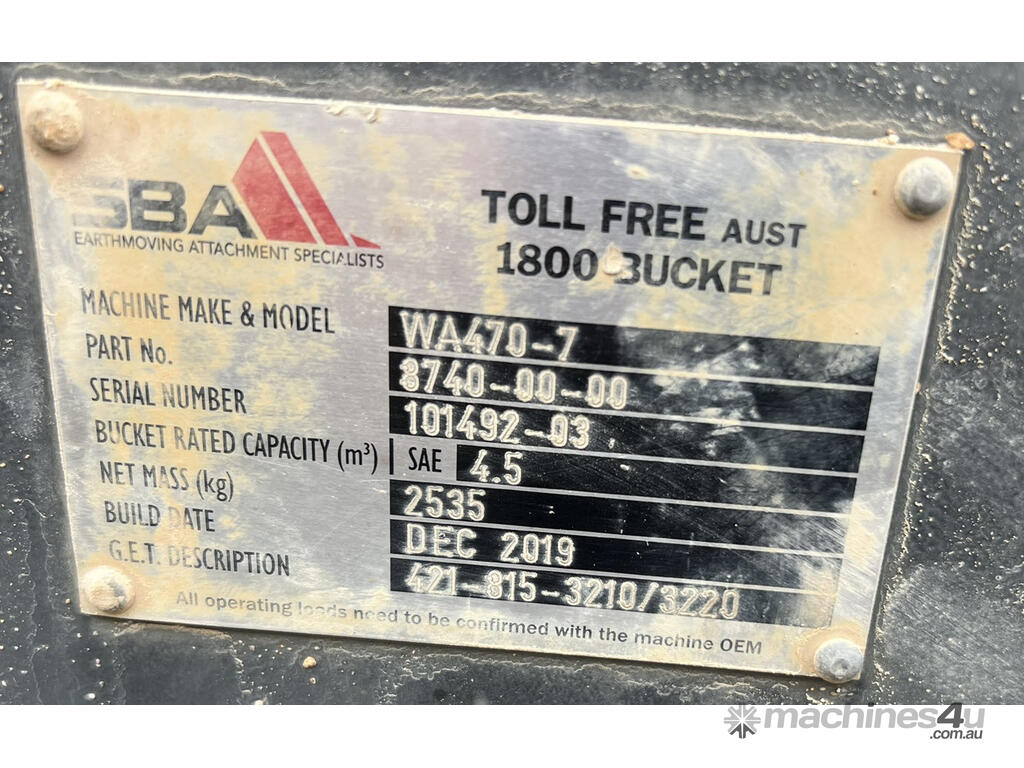 SBA
EARTHMOVING ATTACHMENT SPECIALISTS
TOLL FREE AUST
1800 BUCKET
MACHINE MAKE & MODEL WA470-7
PART No. 8740-00-00
SERIAL NUMBER 101492-03
BUCKET RATED CAPACITY (m³) SAE 4.5
NET MASS (kg) 2535
BUILD DATE DEC 2019
G.E.T. DESCRIPTION 421-815-3210/3220
All operating loads need to be confirmed with the machine OEM
machines4u
.com.au